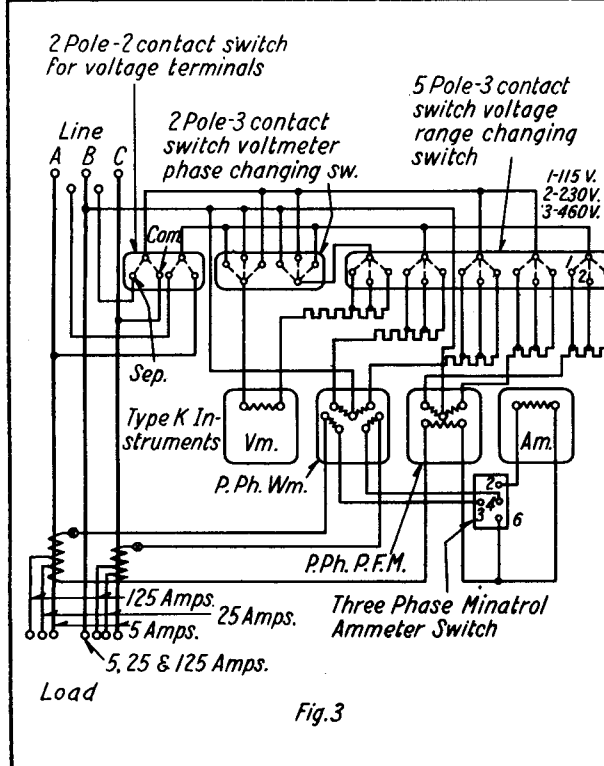 2 Pole-2 contact switch
for voltage terminals
5 Pole-3 contact
switch voltage
range changing
switch
2 Pole-3 contact
switch voltmeter
phase changing sw.
Line
A B C
1-115 V.
2-230V.
3-460V.
Com.
1
2
Sep.
Type K In-
struments
Vm.
Am.
P.Ph. Wm.
2
3 4
6
P.Ph. P.F.M.
125 Amps.
25 Amps.
5 Amps.
Three Phase Minatrol
Ammeter Switch
5, 25 & 125 Amps.
Load
Fig.3